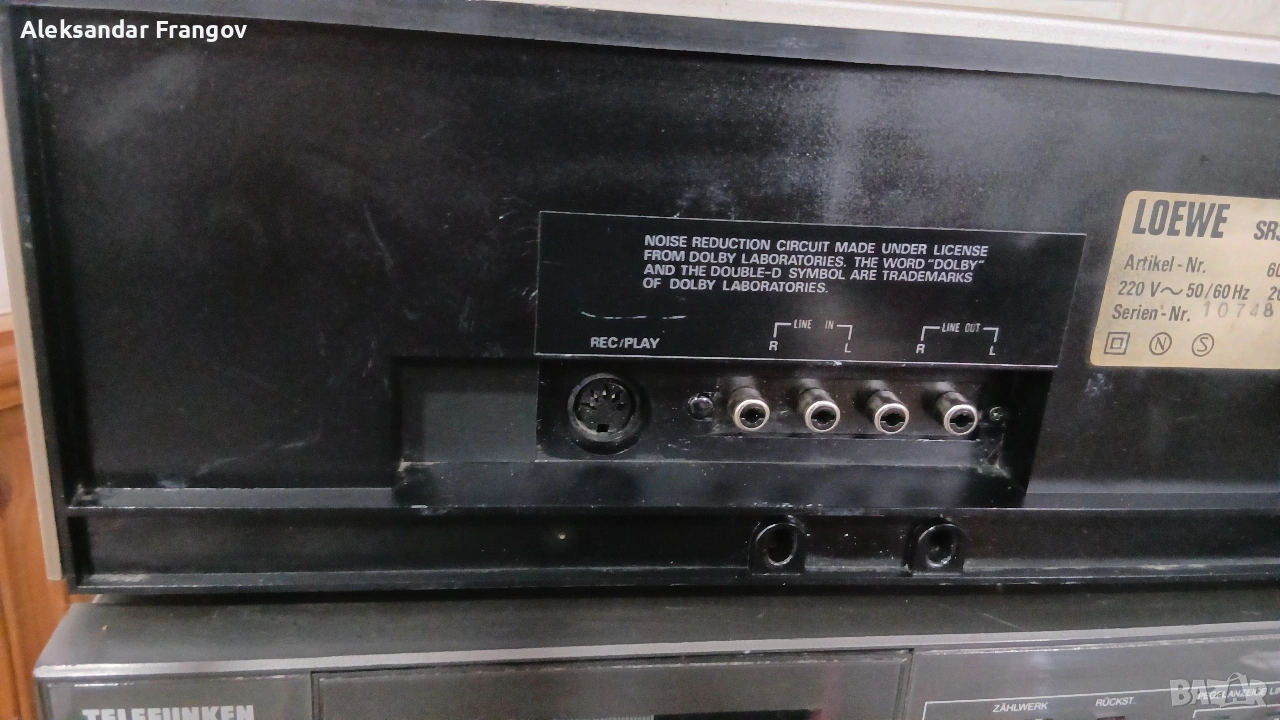 Aleksandar Frangov
NOISE REDUCTION CIRCUIT MADE UNDER LICENSE
FROM DOLBY LABORATORIES. THE WORD "DOLBY"
AND THE DOUBLE-D SYMBOL ARE TRADEMARKS
OF DOLBY LABORATORIES.
REC/PLAY
LINE IN
R L
LINE OUT
R L
LOEWE
Artikel-Nr.
220 V~50/60Hz
Serien-Nr. 10748
N S
TELEFUNKEN
ZÄHLWERK
RÜCKST.
BAZAR